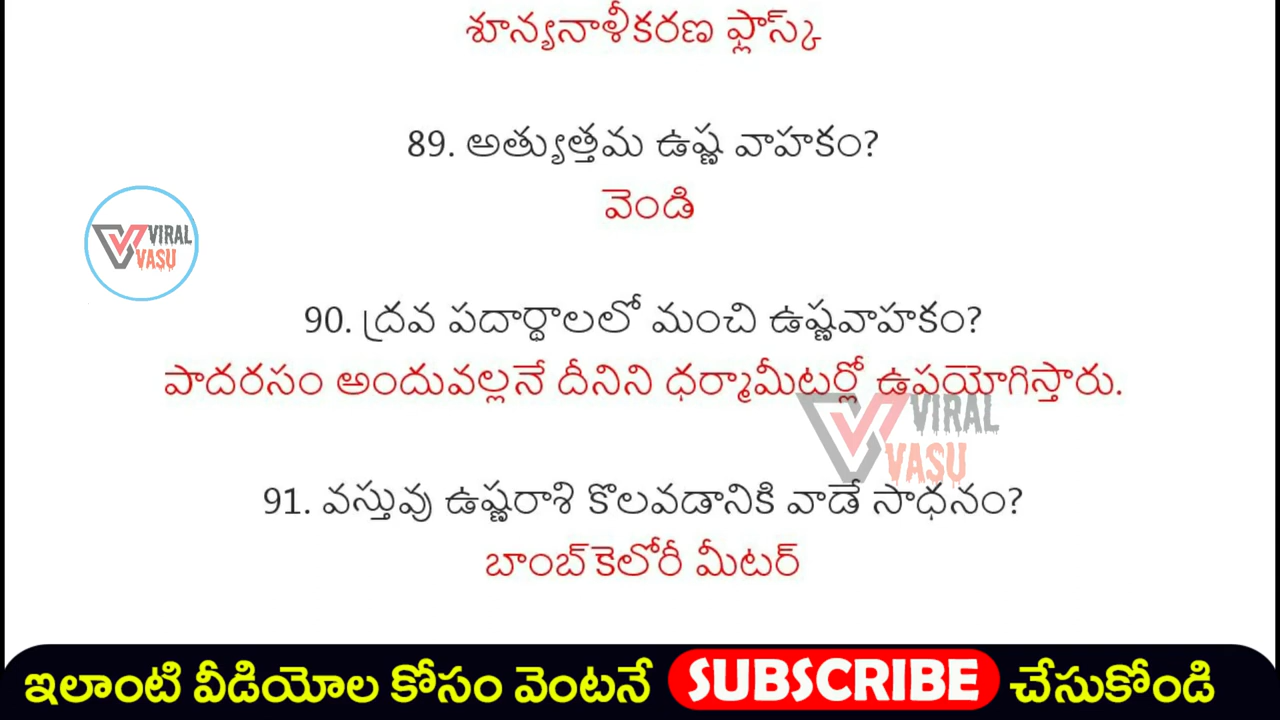 శూన్యనాళీకరణ ఫ్లాస్క్
89. అత్యుత్తమ ఉష్ణ వాహకం?
వెండి
VIRAL
VASU
90. ద్రవ పదార్థాలలో మంచి ఉష్ణవాహకం?
పాదరసం అందువల్లనే దీనిని ధర్మామీటర్లో ఉపయోగిస్తారు.
VIRAL
VASU
91. వస్తువు ఉష్ణరాశి కొలవడానికి వాడే సాధనం?
బాంబ్‌కెలోరీ మీటర్
ఇలాంటి వీడియోల కోసం వెంటనే SUBSCRIBE చేసుకోండి